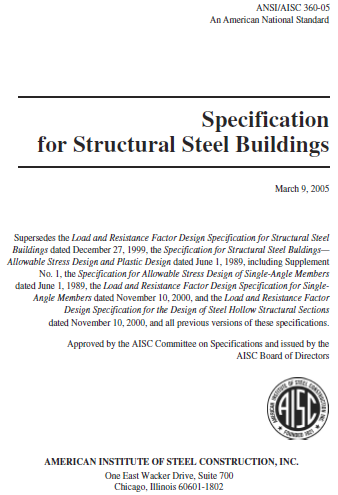 ANSI/AISC 360-05
An American National Standard
Specification
for Structural Steel Buildings
March 9, 2005
Supersedes the Load and Resistance Factor Design Specification for Structural Steel
Buildings dated December 27, 1999, the Specification for Structural Steel Buldings—
Allowable Stress Design and Plastic Design dated June 1, 1989, including Supplement
No. 1, the Specification for Allowable Stress Design of Single-Angle Members
dated June 1, 1989, the Load and Resistance Factor Design Specification for Single-
Angle Members dated November 10, 2000, and the Load and Resistance Factor
Design Specification for the Design of Steel Hollow Structural Sections
dated November 10, 2000, and all previous versions of these specifications.
Approved by the AISC Committee on Specifications and issued by the
AISC Board of Directors
AMERICAN INSTITUTE OF STEEL CONSTRUCTION INC.
AISC
FOUNDED 1921
AMERICAN INSTITUTE OF STEEL CONSTRUCTION, INC.
One East Wacker Drive, Suite 700
Chicago, Illinois 60601-1802